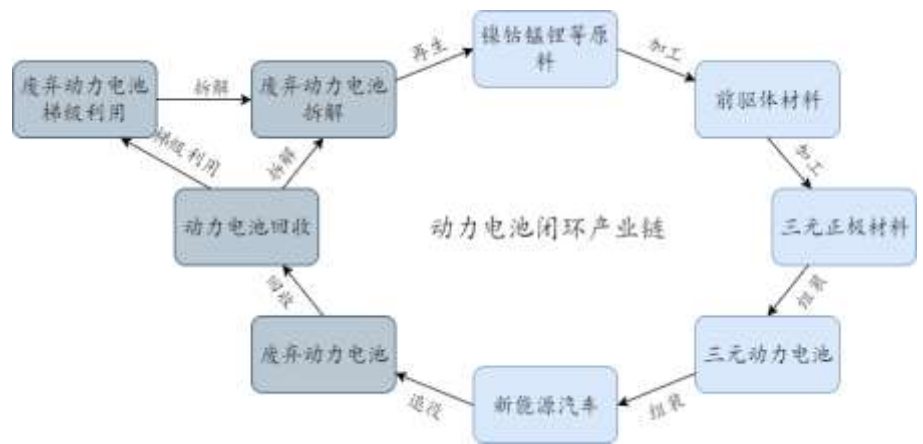 镍钴锰锂等原
料
再生
加工
废弃动力电池
梯级利用
拆解
废弃动力电池
拆解
前驱体材料
梯级利用
拆解
加工
动力电池回收
动力电池闭环产业链
三元正极材料
回收
组装
废弃动力电池
三元动力电池
退役
新能源汽车
组装